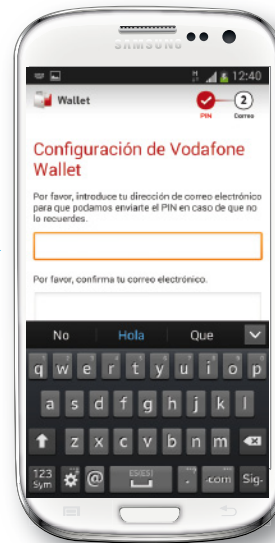 SAMSUNG
H 12:40
Wallet
2
PIN Correo
Configuración de Vodafone
Wallet
Por favor, introduce tu dirección de correo electrónico
para que podamos enviarte el PIN en caso de que no
lo recuerdes.
Por favor, confirma tu correo electrónico.
No Hola Que
q w e r t y u i o p
a s d f g h j k l
z x c v b n m
123
Sym @ ES(ES) . .com Sig.